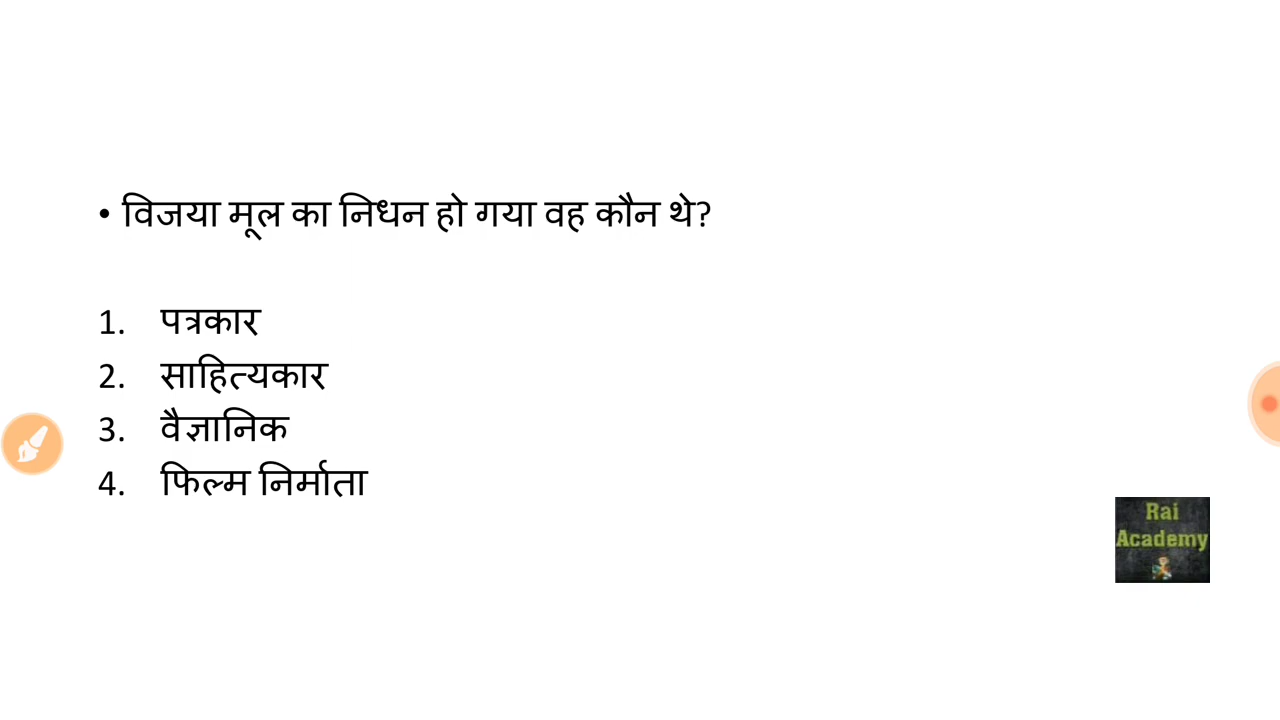 • विजया मूल का निधन हो गया वह कौन थे?
1. पत्रकार
2. साहित्यकार
3. वैज्ञानिक
4. फिल्म निर्माता
Rai
Academy